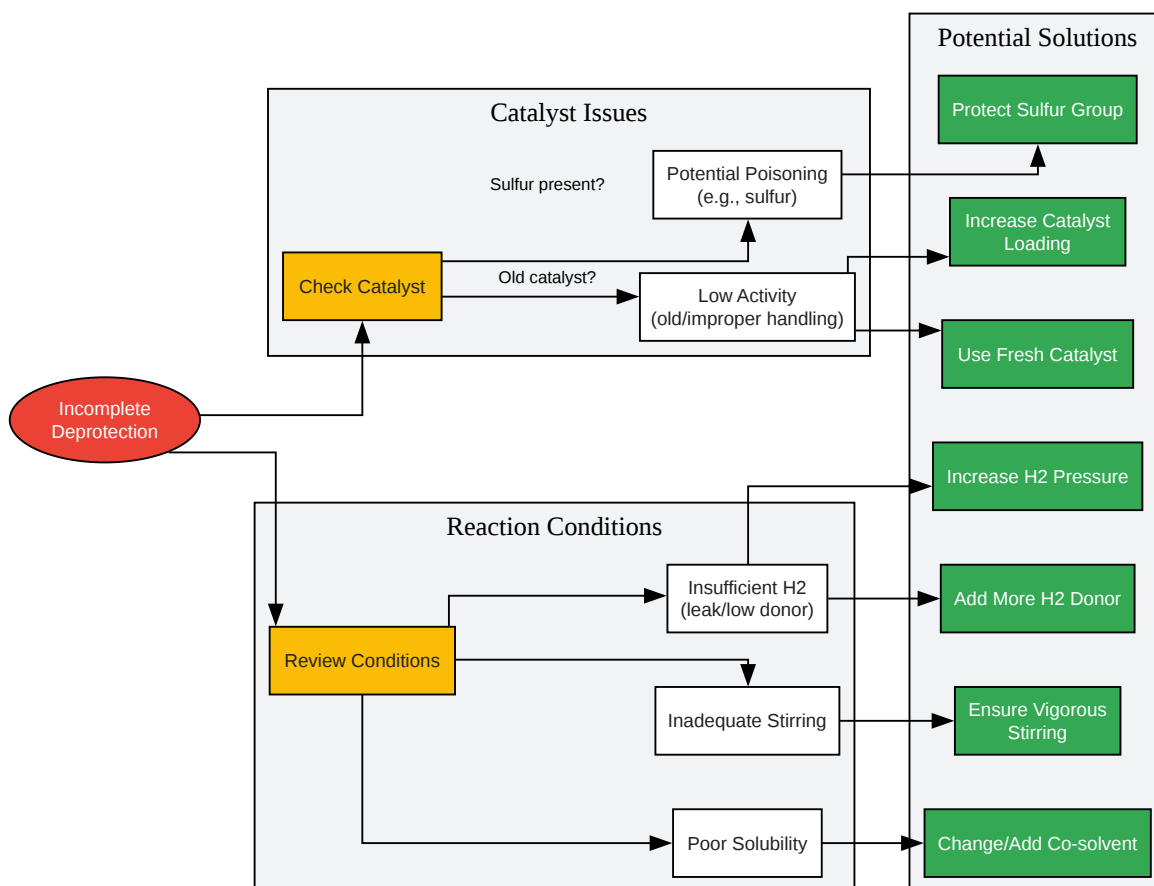 Potential Solutions
Catalyst Issues
Protect Sulfur Group
Sulfur present?
Potential Poisoning
(e.g., sulfur)
Increase Catalyst
Loading
Check Catalyst
Old catalyst?
Low Activity
(old/improper handling)
Use Fresh Catalyst
Incomplete
Deprotection
Increase H2 Pressure
Reaction Conditions
Insufficient H2
(leak/low donor)
Add More H2 Donor
Review Conditions
Inadequate Stirring
Ensure Vigorous
Stirring
Poor Solubility
Change/Add Co-solvent